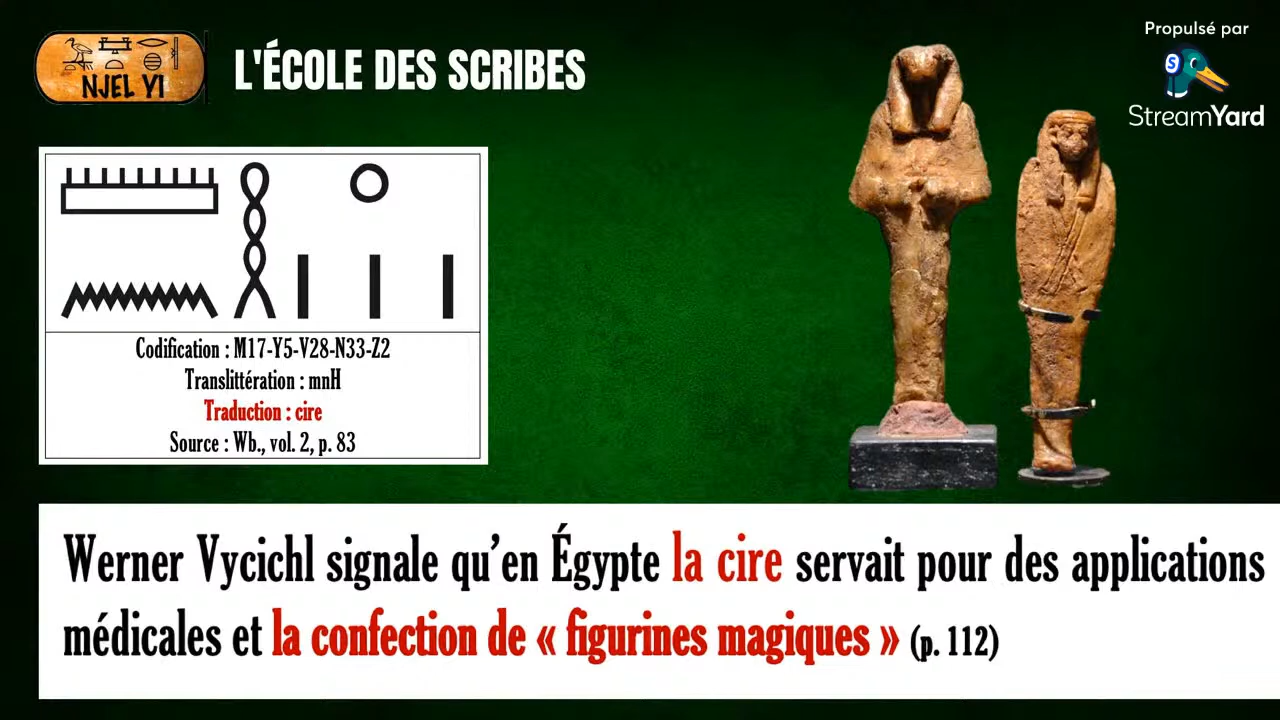 NJEL YI
L'ÉCOLE DES SCRIBES
Propulsé par
StreamYard
Codification : M17-Y5-V28-N33-Z2
Translittération : mnH
Traduction : cire
Source : Wb., vol. 2, p. 83
Werner Vycichl signale qu’en Égypte la cire servait pour des applications
médicales et la confection de « figurines magiques » (p. 112)